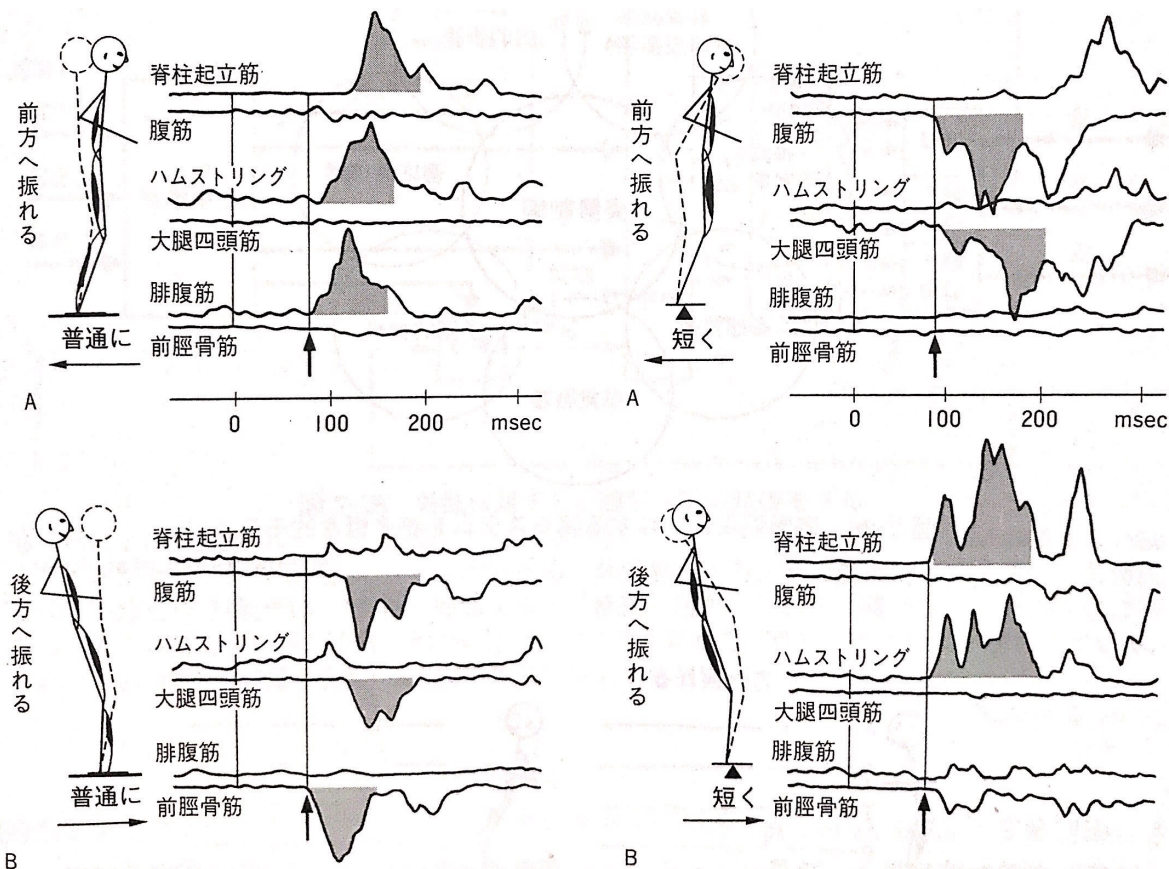 前方へ振れる
脊柱起立筋
腹筋
ハムストリング
大腿四頭筋
腓腹筋
前脛骨筋
普通に
A
0 100 200 msec
前方へ振れる
脊柱起立筋
腹筋
ハムストリング
大腿四頭筋
腓腹筋
前脛骨筋
短く
A
0 100 200 msec
後方へ振れる
脊柱起立筋
腹筋
ハムストリング
大腿四頭筋
腓腹筋
前脛骨筋
普通に
B
後方へ振れる
脊柱起立筋
腹筋
ハムストリング
大腿四頭筋
腓腹筋
前脛骨筋
短く
B